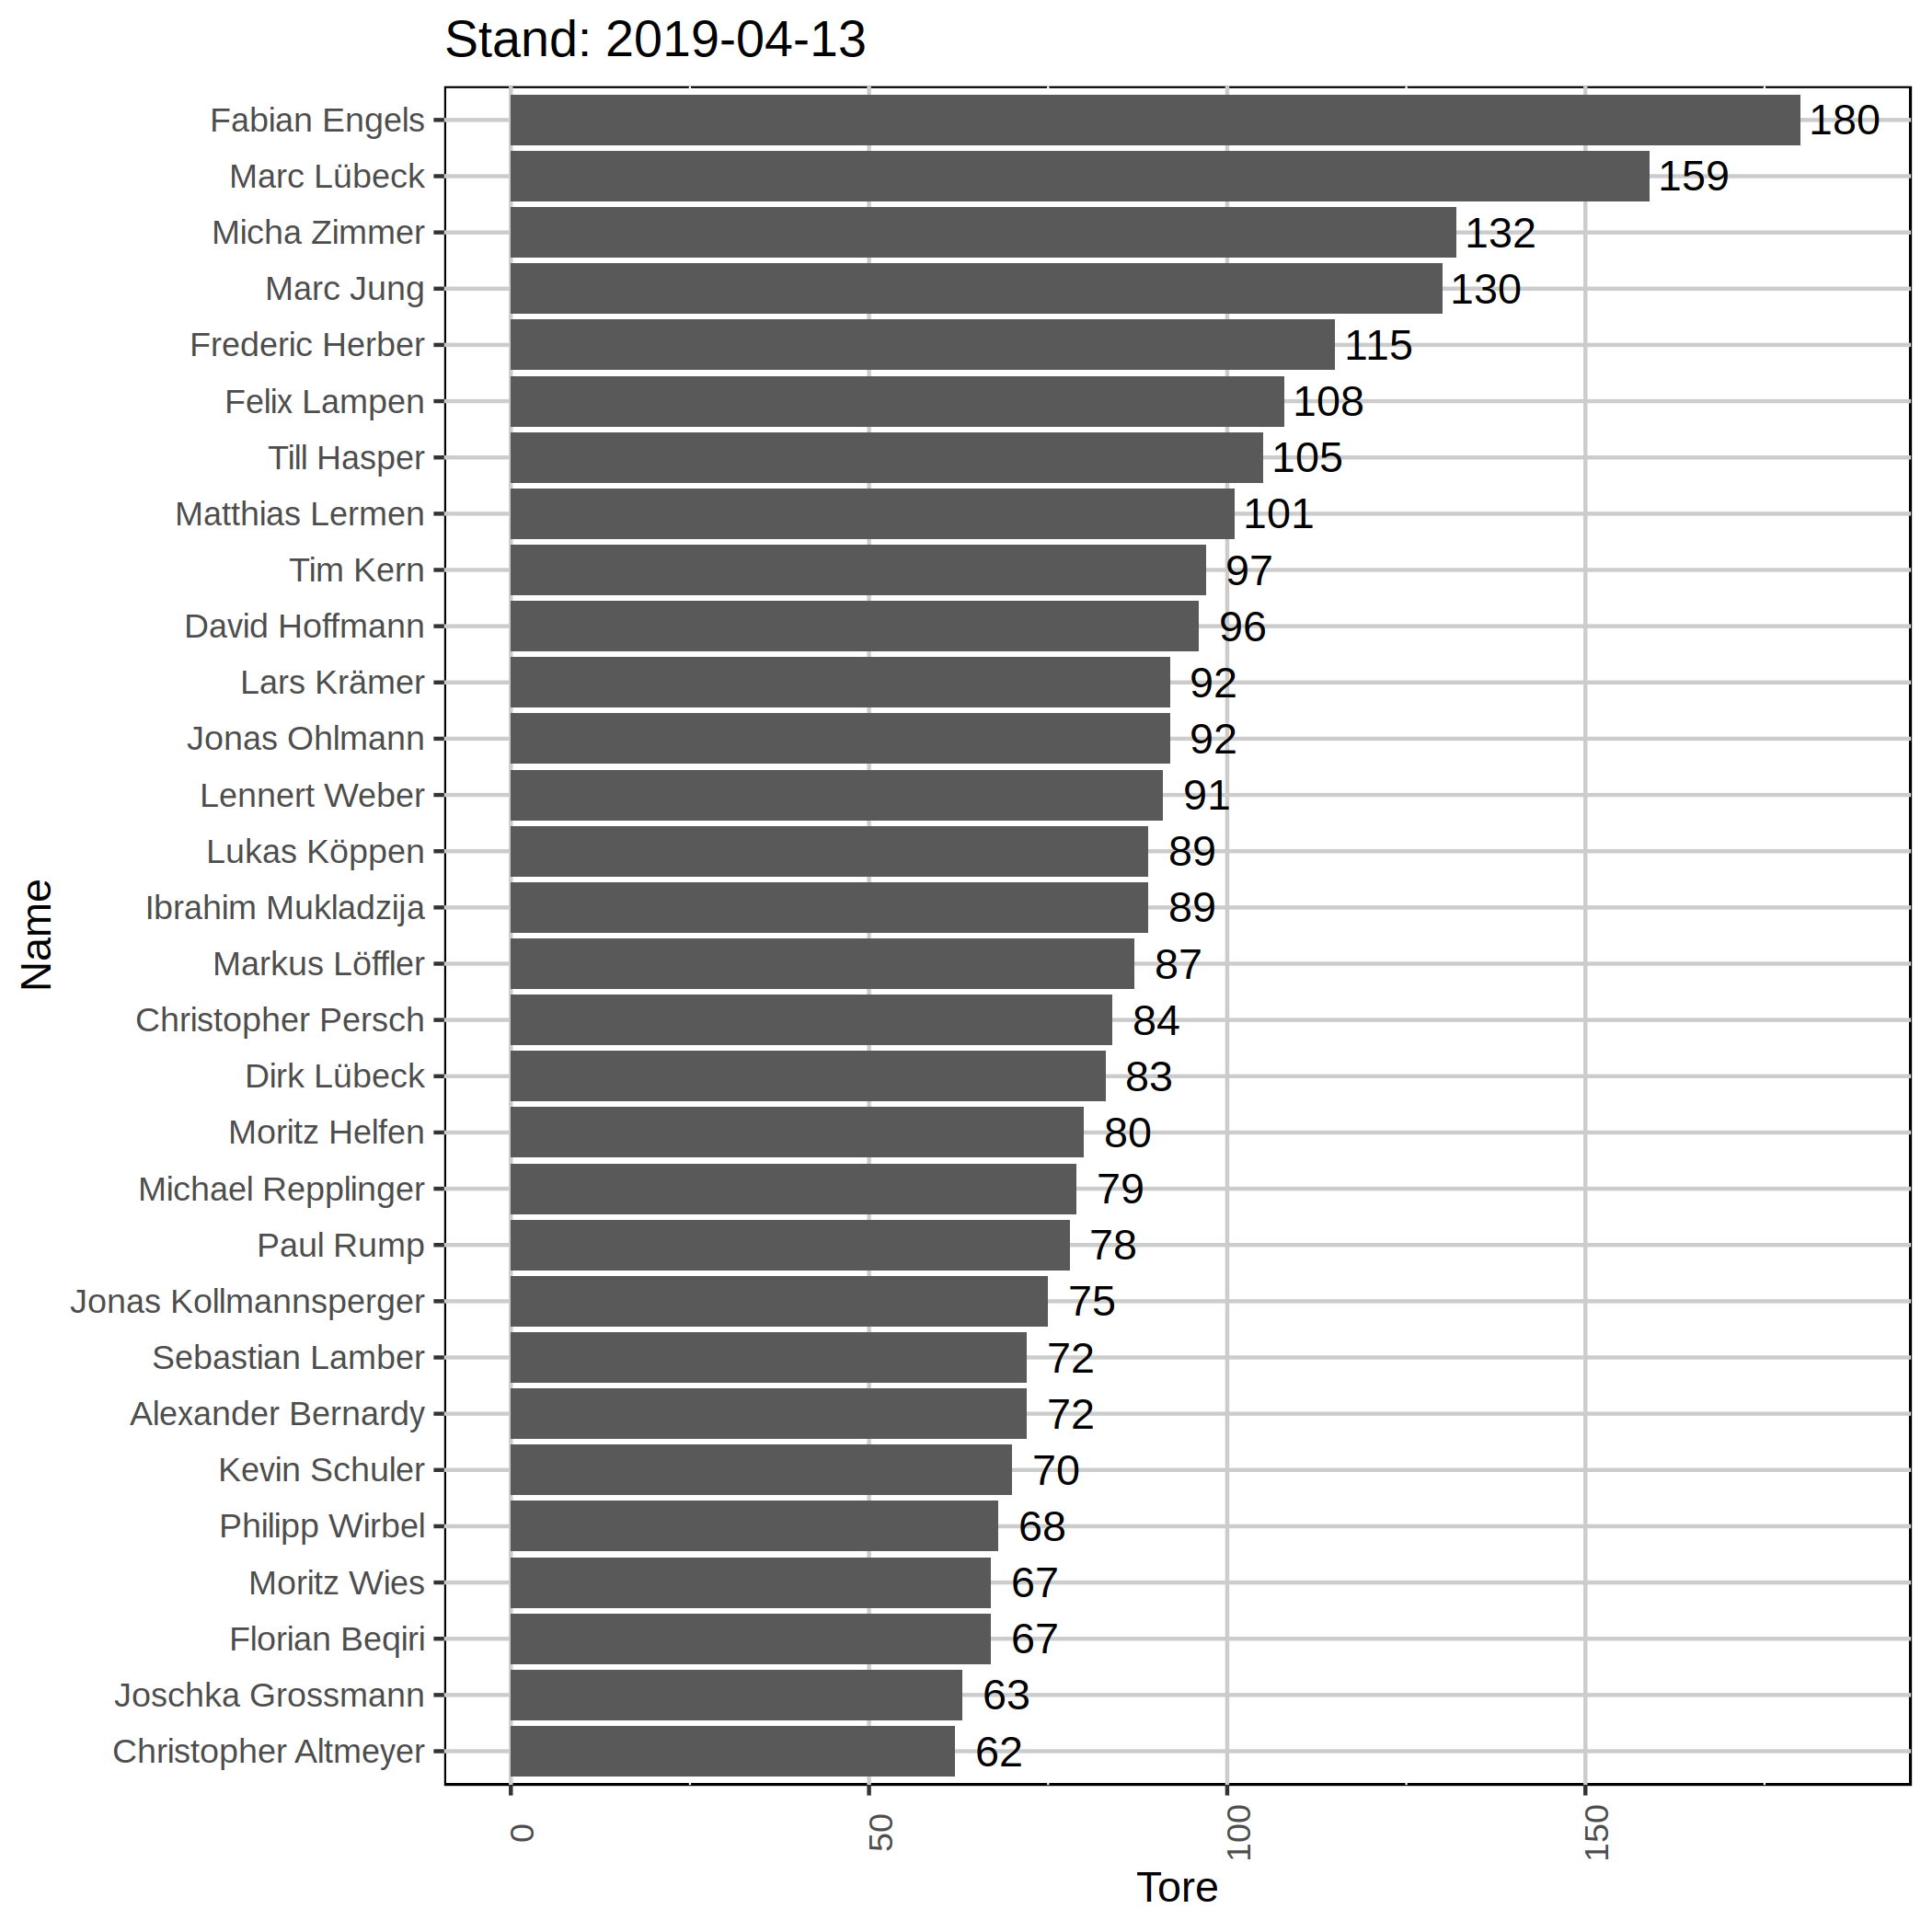 Stand: 2019-04-13
Fabian Engels 180
Marc Lübeck 159
Micha Zimmer 132
Marc Jung 130
Frederic Herber 115
Felix Lampen 108
Till Hasper 105
Matthias Lermen 101
Tim Kern 97
David Hoffmann 96
Lars Krämer 92
Jonas Ohlmann 92
Lennert Weber 91
Lukas Köppen 89
Ibrahim Mukladzija 89
Markus Löffler 87
Christopher Persch 84
Dirk Lübeck 83
Moritz Helfen 80
Michael Repplinger 79
Paul Rump 78
Jonas Kollmannsperger 75
Sebastian Lamber 72
Alexander Bernardy 72
Kevin Schuler 70
Philipp Wirbel 68
Moritz Wies 67
Florian Beqiri 67
Joschka Grossmann 63
Christopher Altmeyer 62
Name
0 50 100 150
Tore